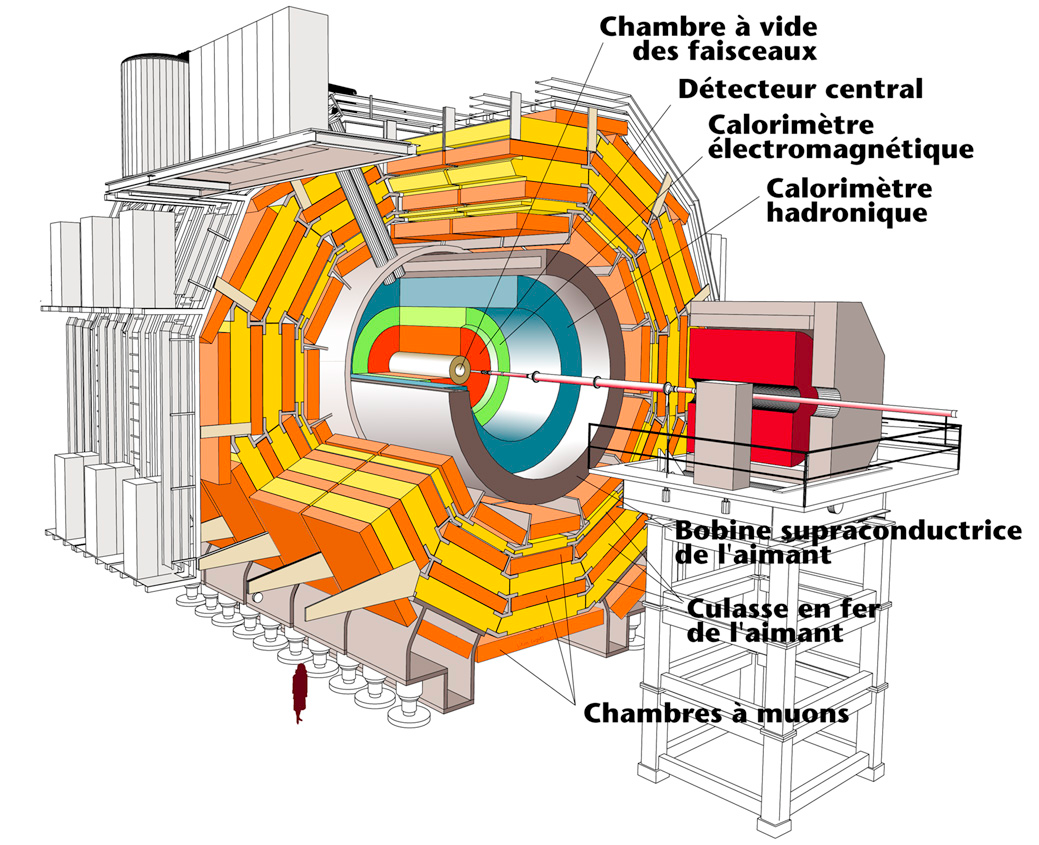 Chambre à vide
des faisceaux
Détecteur central
Calorimètre
électromagnétique
Calorimètre
hadronique
Bobine supraconductrice
de l'aimant
Culasse en fer
de l'aimant
Chambres à muons